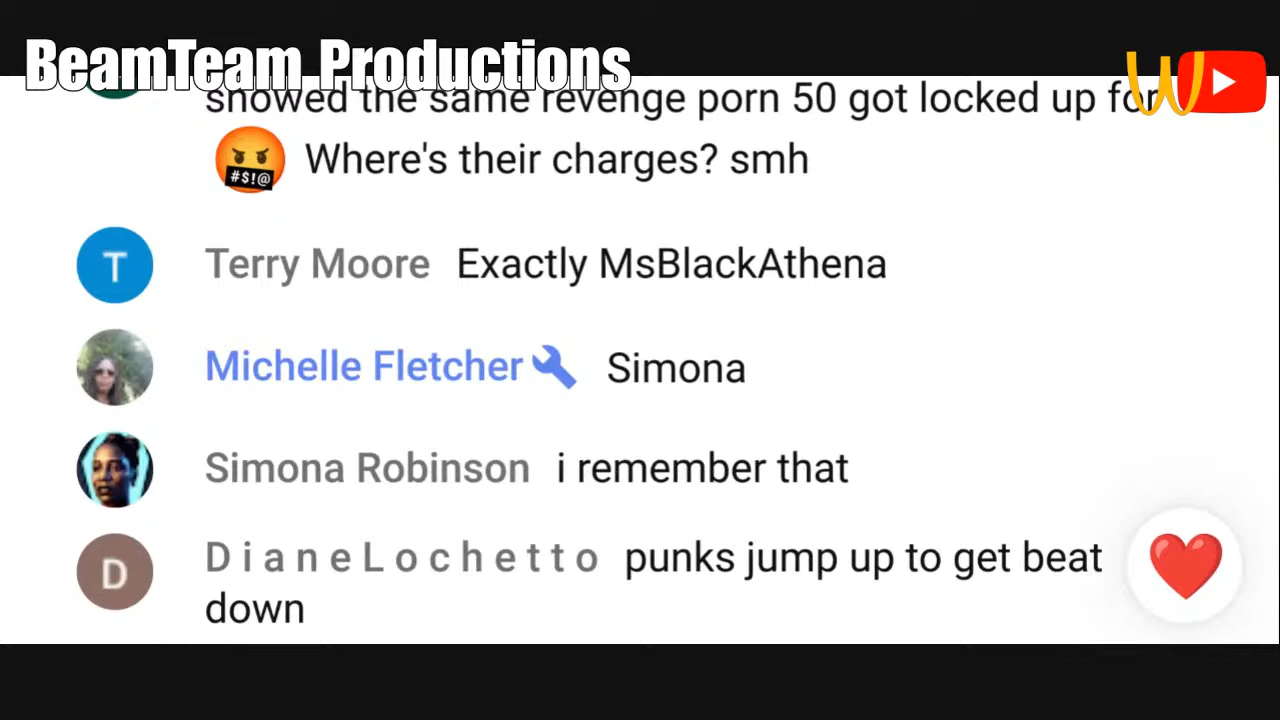 BeamTeam Productions
showed the same revenge porn 50 got locked up for
#$!@ Where's their charges? smh
T Terry Moore Exactly MsBlackAthena
Michelle Fletcher Simona
Simona Robinson i remember that
D D i a n e L o c h e t t o punks jump up to get beat
down